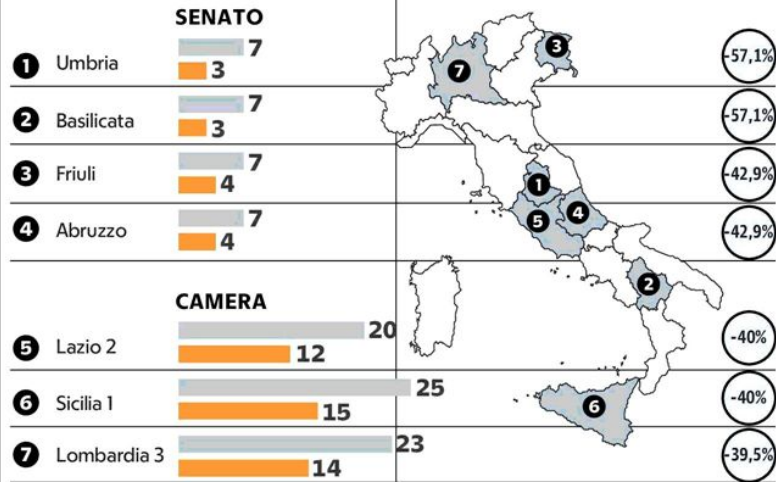 SENATO
1 Umbria 7 3 -57,1%
2 Basilicata 7 3 -57,1%
3 Friuli 7 4 -42,9%
4 Abruzzo 7 4 -42,9%
CAMERA
5 Lazio 2 20 12 -40%
6 Sicilia 1 25 15 -40%
7 Lombardia 3 23 14 -39,5%
7
3
1
5
4
2
6